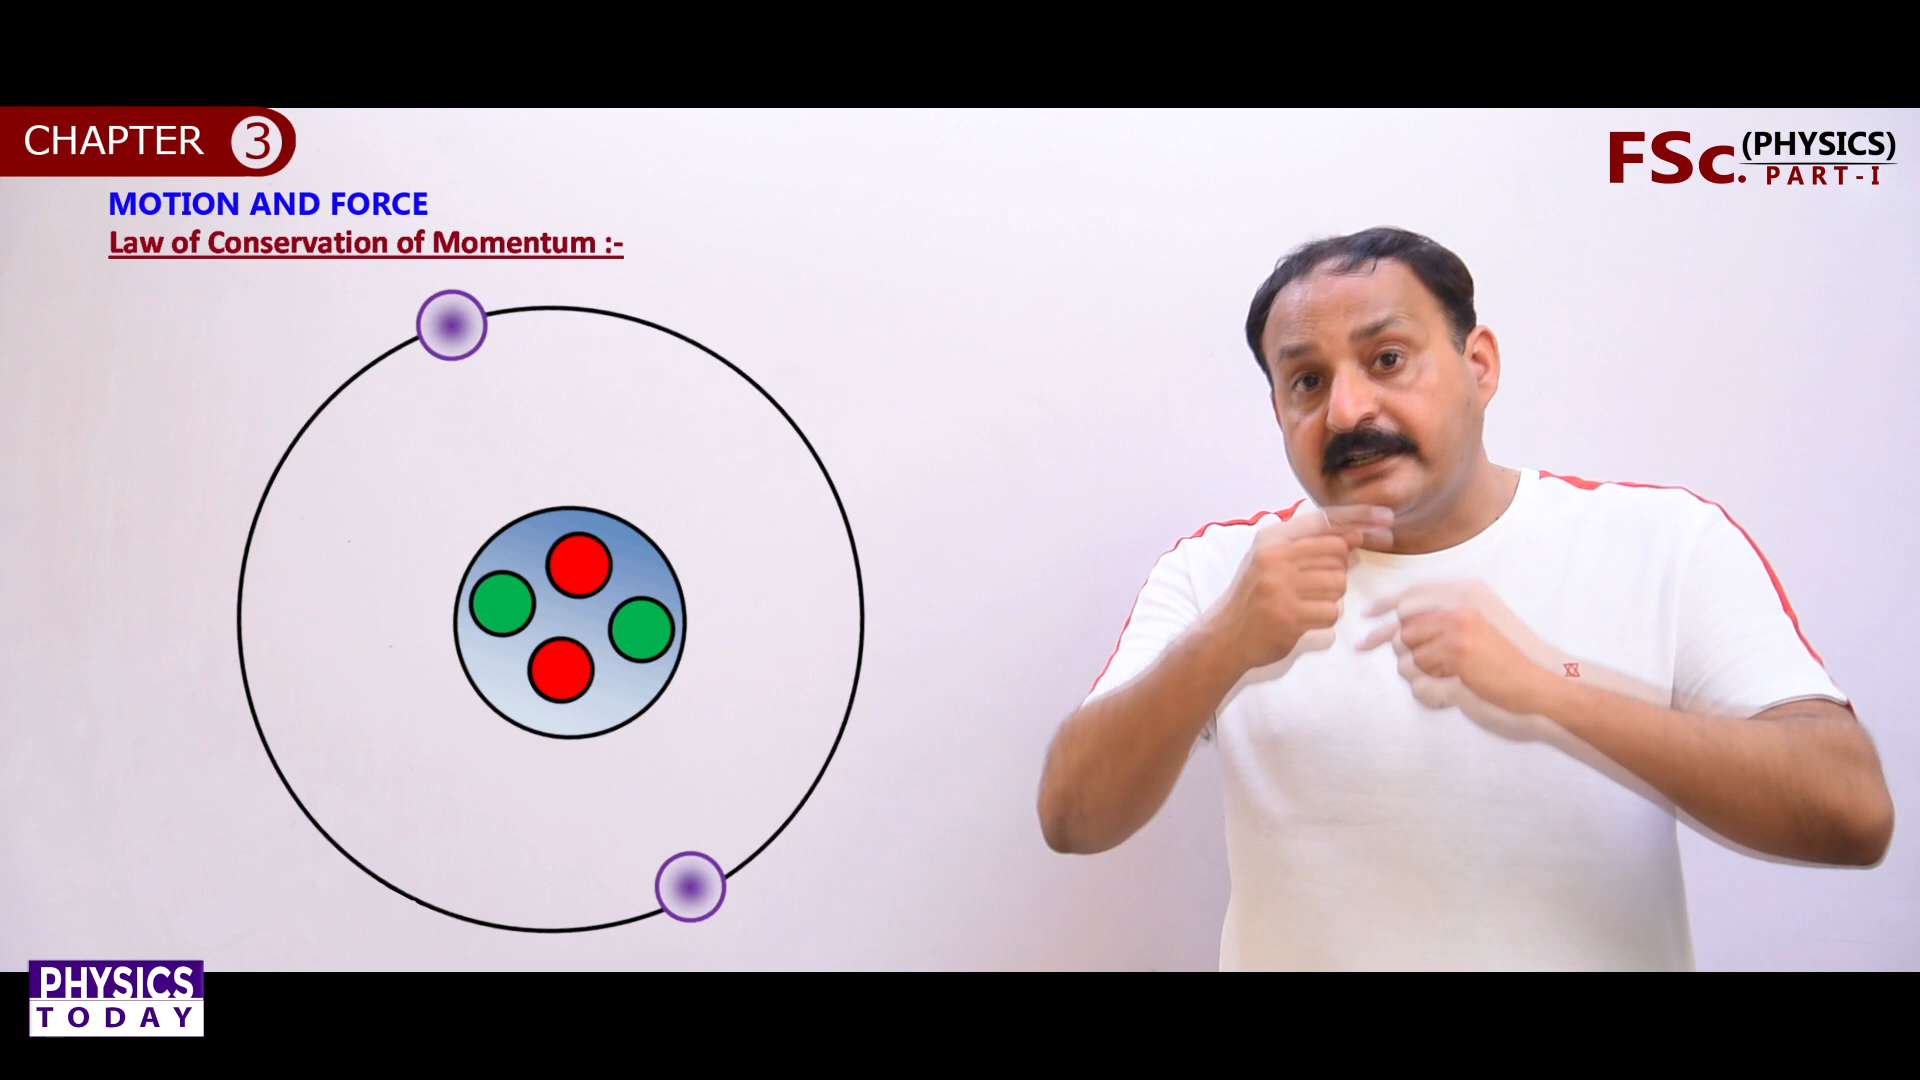 CHAPTER 3
FSc. (PHYSICS)
PART-I
MOTION AND FORCE
Law of Conservation of Momentum :-
PHYSICS
TODAY